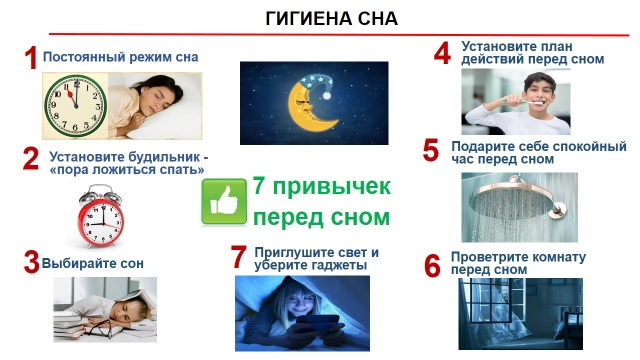 ГИГИЕНА СНА
1 Постоянный режим сна
2 Установите будильник -
«пора ложиться спать»
3 Выбирайте сон
4 Установите план
действий перед сном
5 Подарите себе спокойный
час перед сном
6 Проветрите комнату
перед сном
7 Приглушите свет и
уберите гаджеты
7 привычек
перед сном